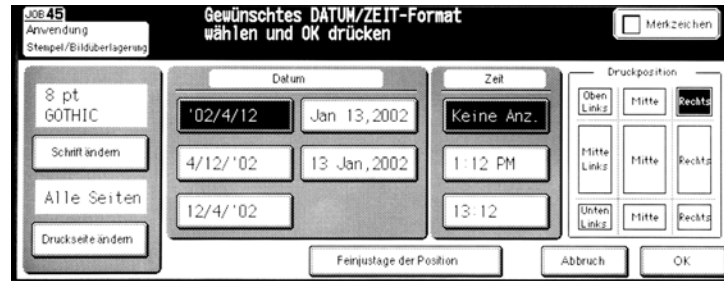 JOB 45
Anwendung
Stempel/Bildüberlagerung
Gewünschtes DATUM/ZEIT-Format
wählen und OK drücken
Merkzeichen
8 pt
GOTHIC
Schrift ändern
Alle Seiten
Druckseite ändern
Datum
'02/4/12
Jan 13,2002
4/12/'02
13 Jan,2002
12/4/'02
Zeit
Keine Anz.
1:12 PM
13:12
Druckposition
Oben
Links
Mitte
Rechts
Mitte
Links
Mitte
Rechts
Unten
Links
Mitte
Rechts
Feinjustage der Position
Abbruch
OK